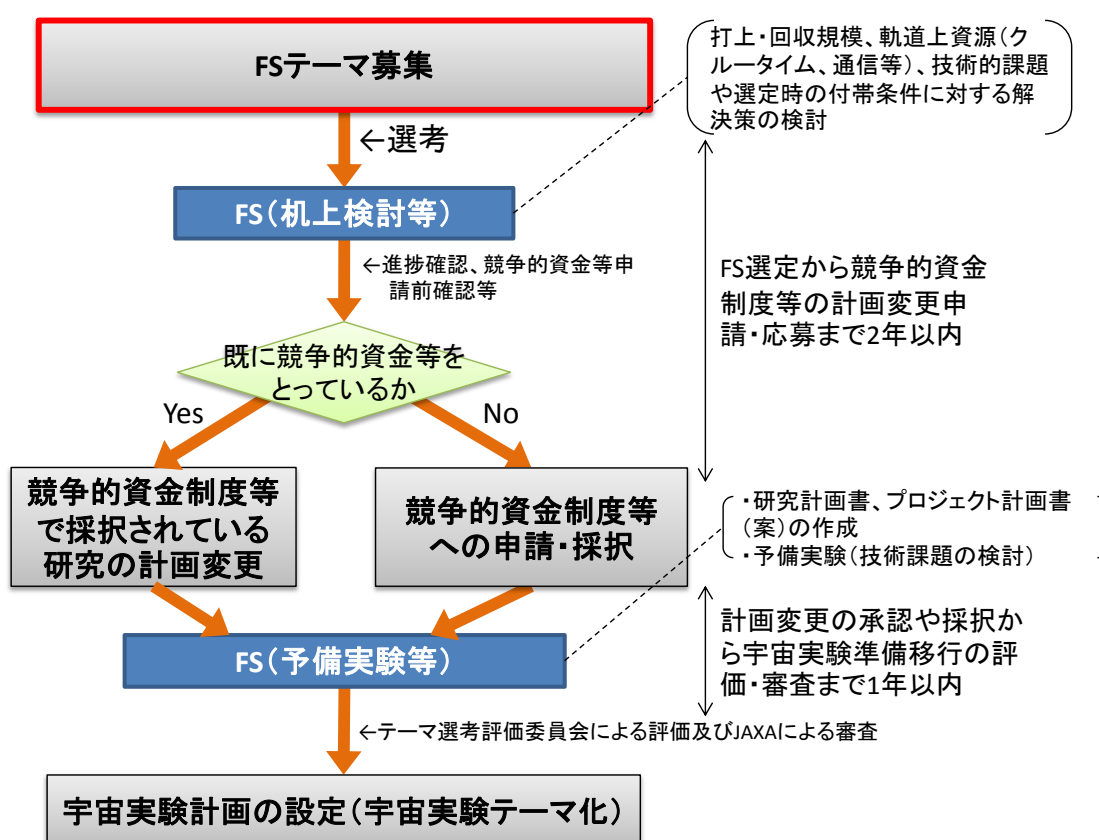 FSテーマ募集
打上・回収規模、軌道上資源(ク
ルータイム、通信等)、技術的課題
や選定時の付帯条件に対する解
決策の検討
←選考
FS(机上検討等)
←進捗確認、競争的資金等申
請前確認等
FS選定から競争的資金
制度等の計画変更申
請・応募まで2年以内
既に競争的資金等を
とっているか
Yes
No
競争的資金制度等
で採択されている
研究の計画変更
競争的資金制度等
への申請・採択
・研究計画書、プロジェクト計画書
(案)の作成
・予備実験(技術課題の検討)
計画変更の承認や採択か
ら宇宙実験準備移行の評
価・審査まで1年以内
FS(予備実験等)
←テーマ選考評価委員会による評価及びJAXAによる審査
宇宙実験計画の設定(宇宙実験テーマ化)